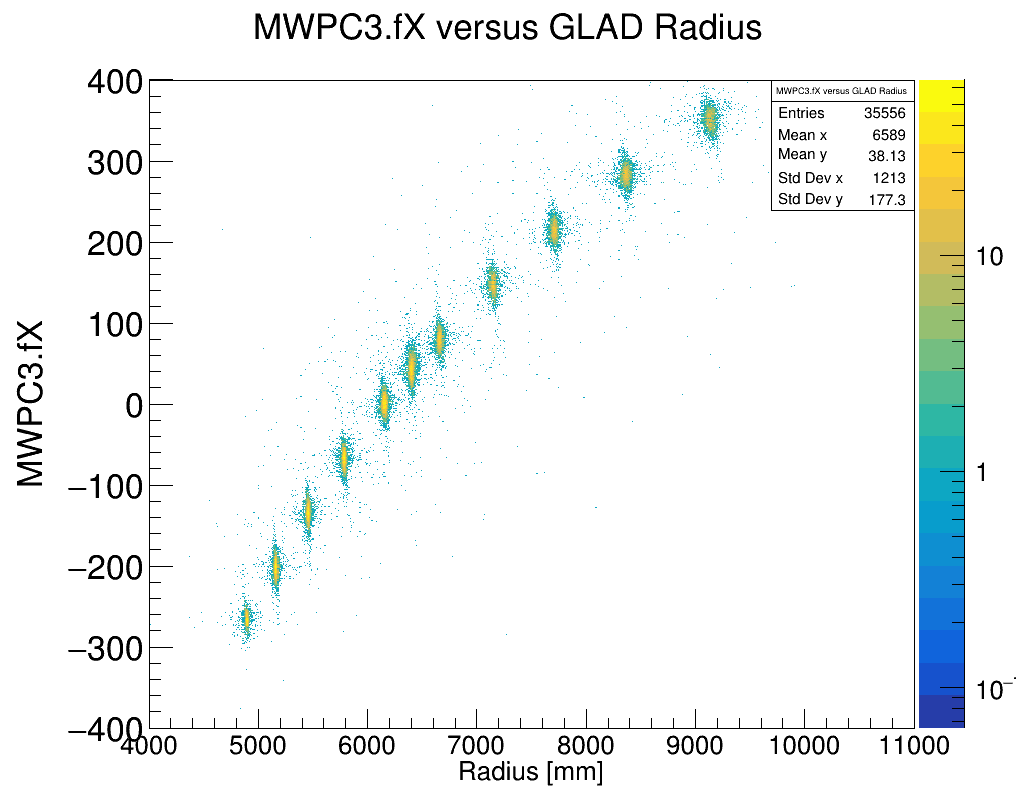 MWPC3.fX versus GLAD Radius
MWPC3.fX versus GLAD Radius
Entries 35556
Mean x 6589
Mean y 38.13
Std Dev x 1213
Std Dev y 177.3
400
300
200
100
0
−100
−200
−300
−400
MWPC3.fX
4000 5000 6000 7000 8000 9000 10000 11000
Radius [mm]
10
1